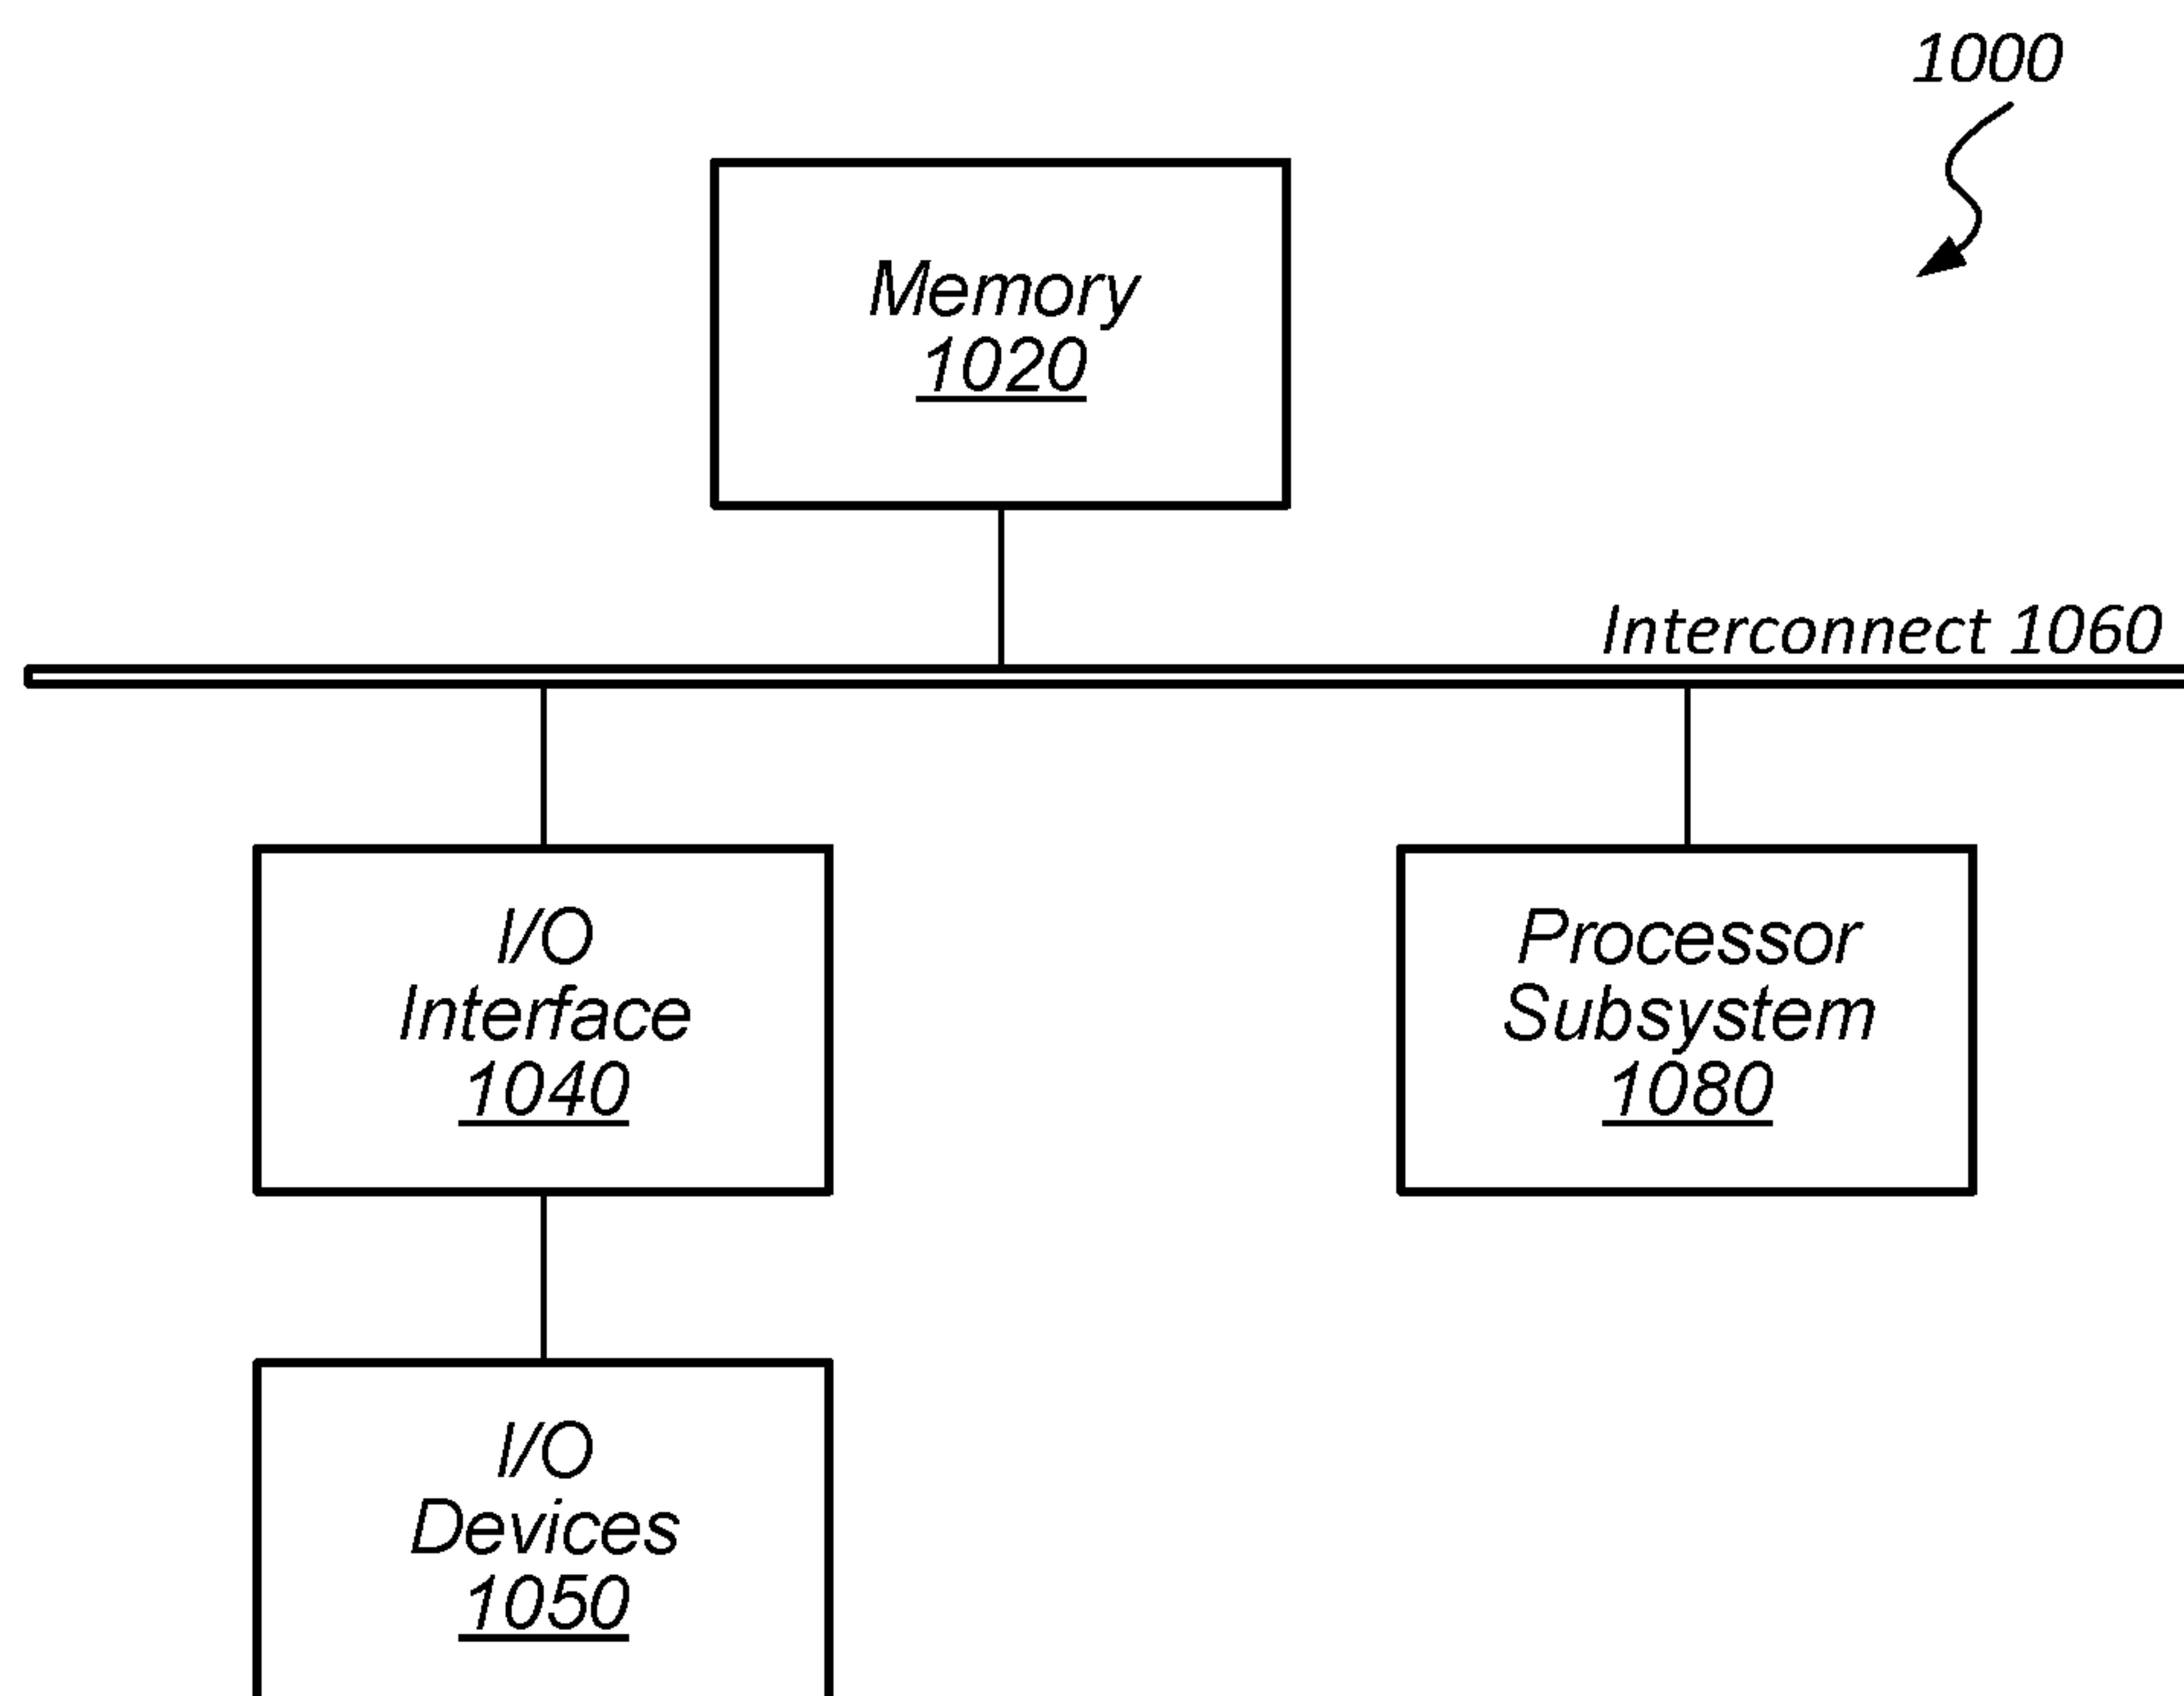 1000
Memory
1020
Interconnect 1060
I/O
Interface
1040
Processor
Subsystem
1080
I/O
Devices
1050